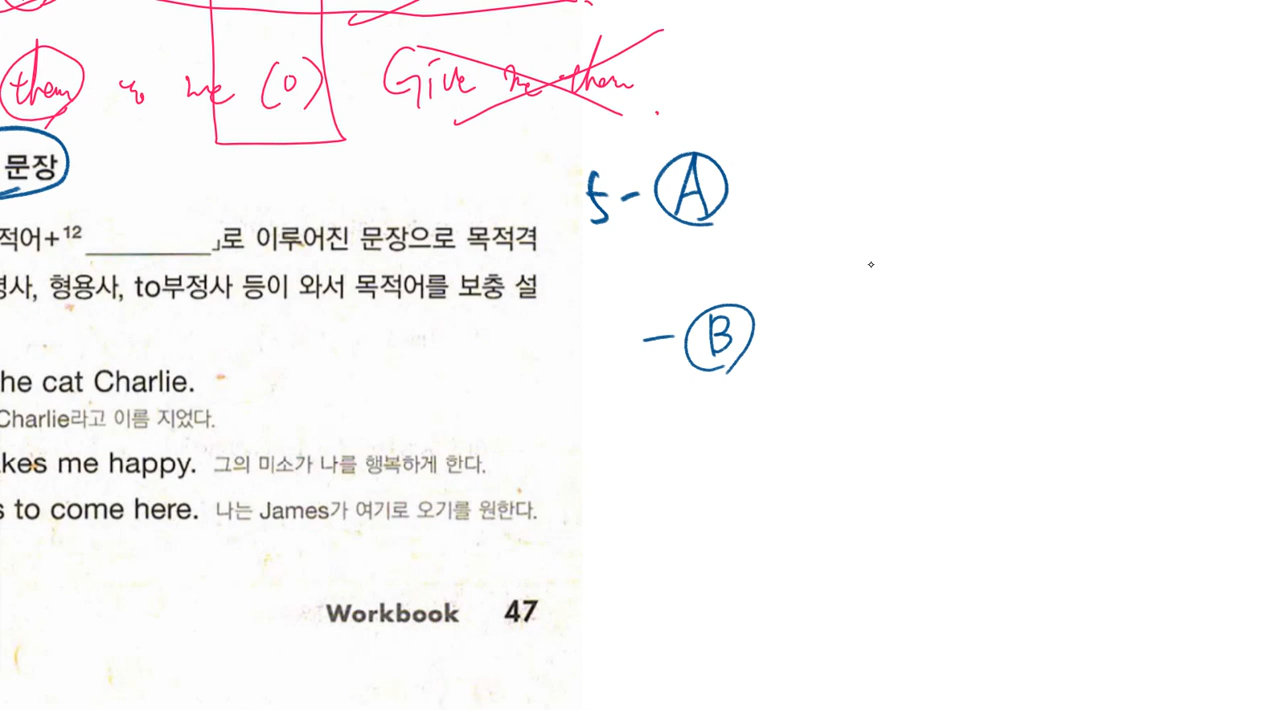 them to me (O) Give me them.
문장
5-Ⓐ
적어+¹² __________」로 이루어진 문장으로 목적격
명사, 형용사, to부정사 등이 와서 목적어를 보충 설
-Ⓑ
he cat Charlie.
Charlie라고 이름 지었다.
kes me happy. 그의 미소가 나를 행복하게 한다.
s to come here. 나는 James가 여기로 오기를 원한다.
Workbook 47